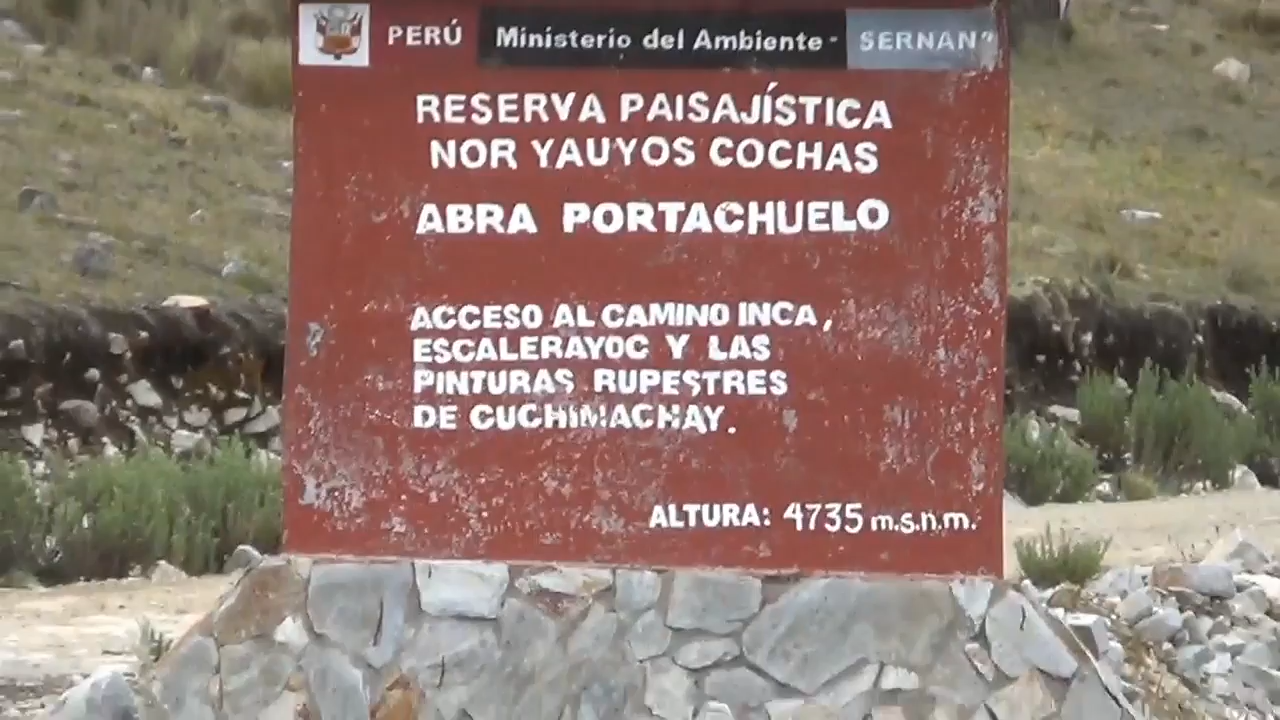 PERÚ Ministerio del Ambiente - SERNANP
RESERVA PAISAJÍSTICA
NOR YAUYOS COCHAS
ABRA PORTACHUELO
ACCESO AL CAMINO INCA,
ESCALERAYOC Y LAS
PINTURAS RUPESTRES
DE CUCHIMACHAY.
ALTURA: 4735 m.s.n.m.